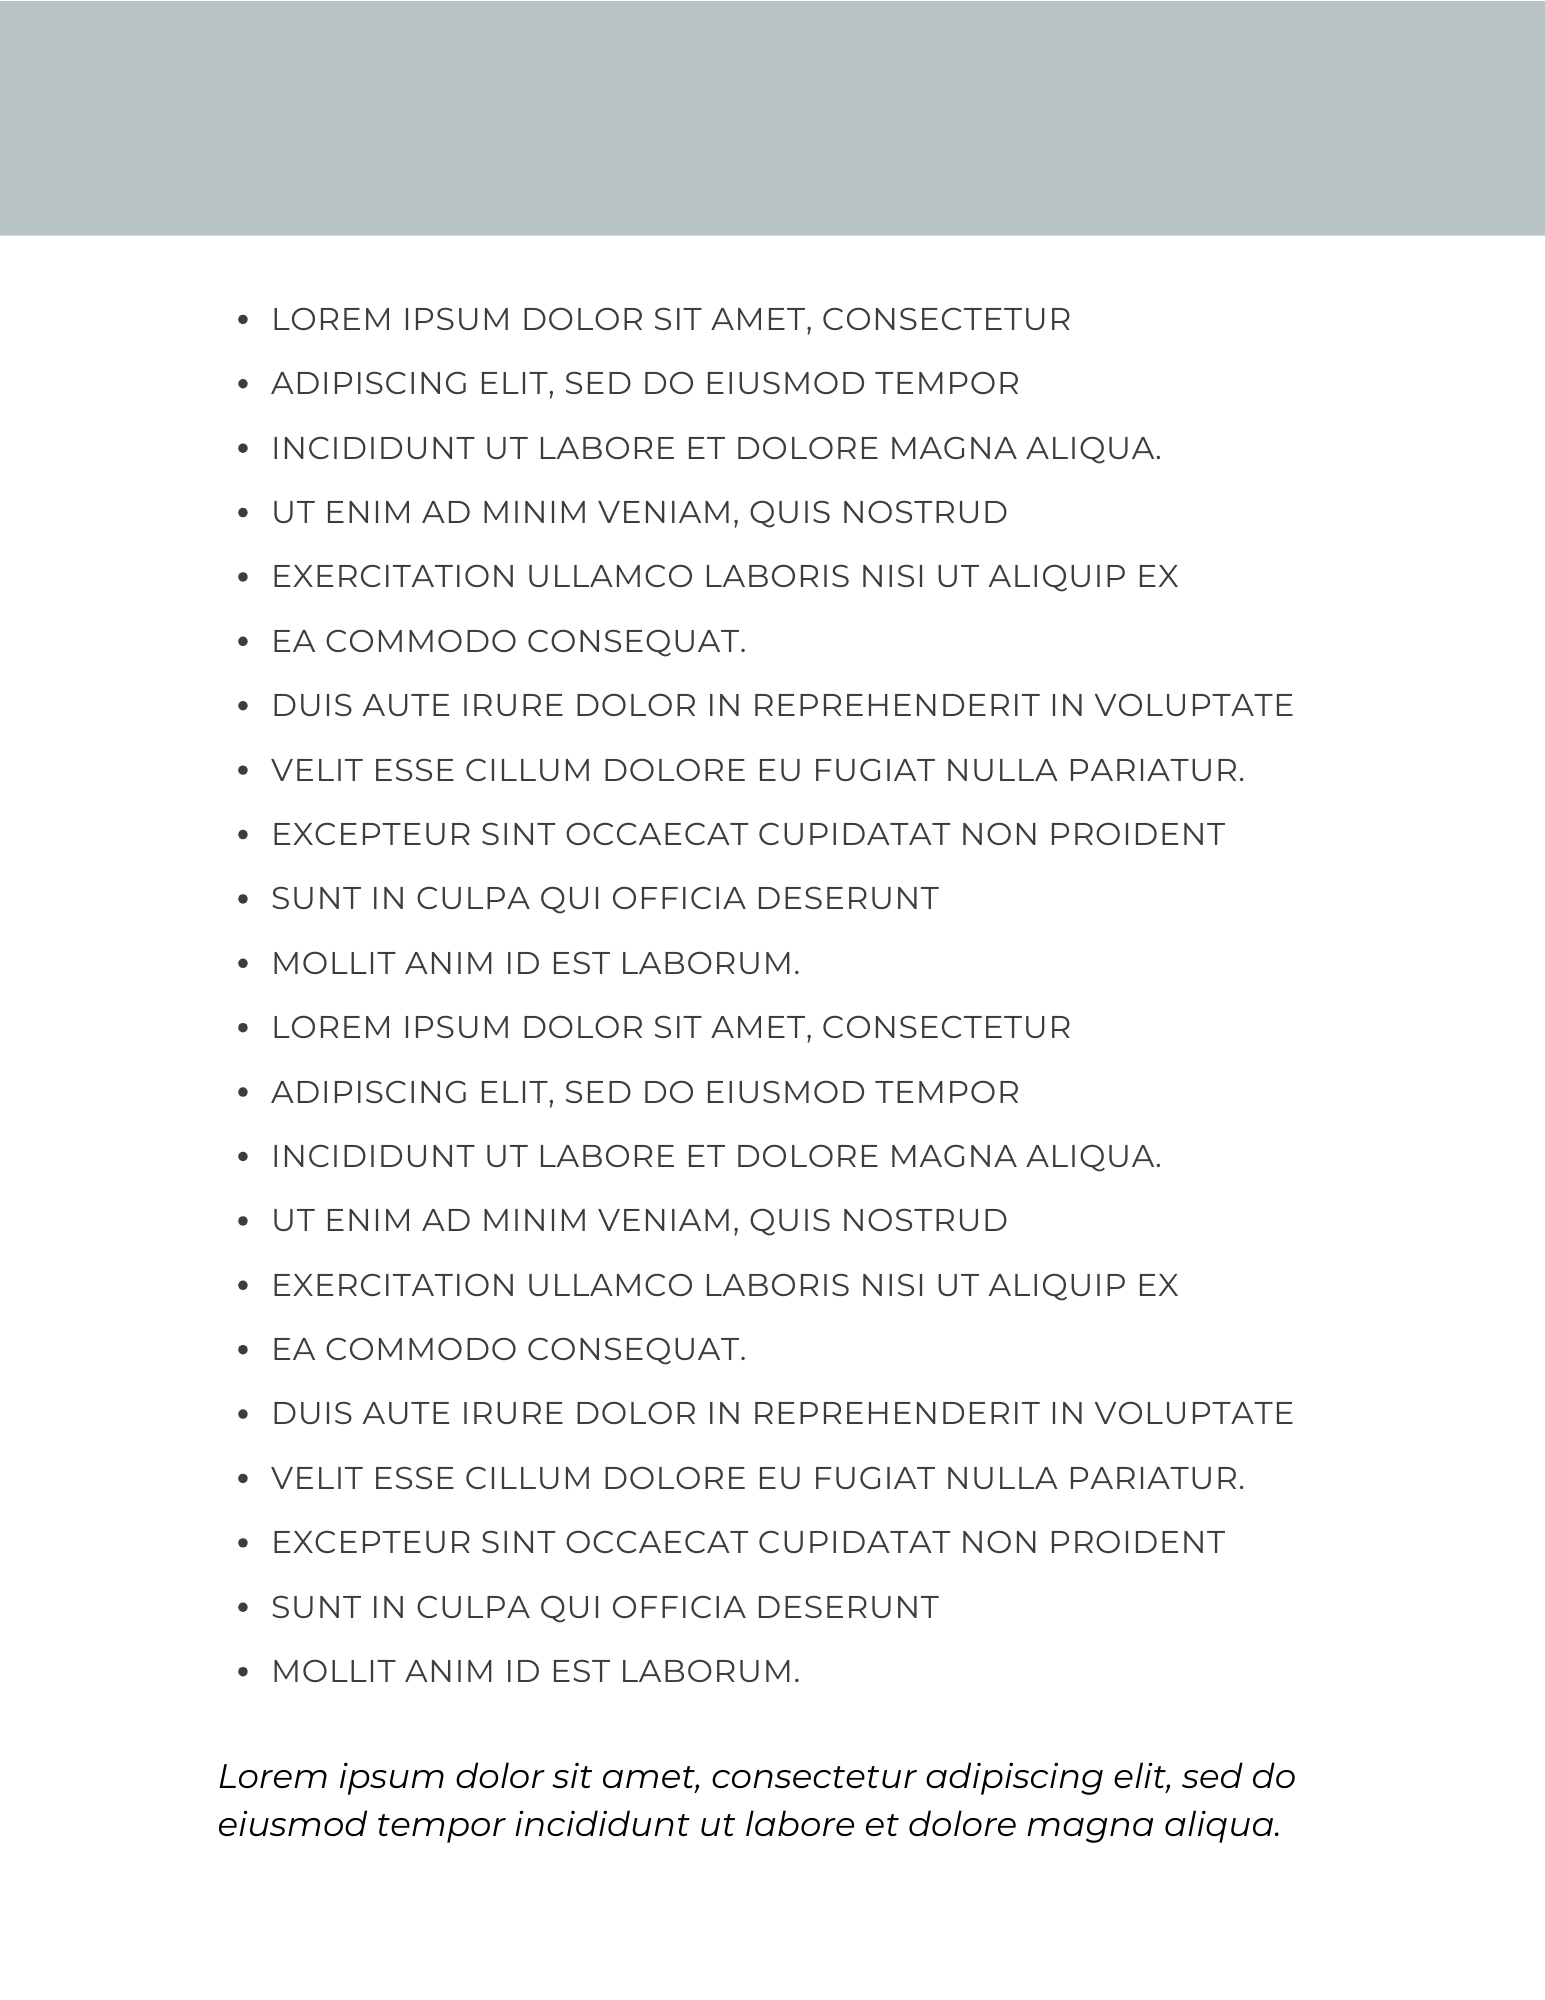 • LOREM IPSUM DOLOR SIT AMET, CONSECTETUR
• ADIPISCING ELIT, SED DO EIUSMOD TEMPOR
• INCIDIDUNT UT LABORE ET DOLORE MAGNA ALIQUA.
• UT ENIM AD MINIM VENIAM, QUIS NOSTRUD
• EXERCITATION ULLAMCO LABORIS NISI UT ALIQUIP EX
• EA COMMODO CONSEQUAT.
• DUIS AUTE IRURE DOLOR IN REPREHENDERIT IN VOLUPTATE
• VELIT ESSE CILLUM DOLORE EU FUGIAT NULLA PARIATUR.
• EXCEPTEUR SINT OCCAECAT CUPIDATAT NON PROIDENT
• SUNT IN CULPA QUI OFFICIA DESERUNT
• MOLLIT ANIM ID EST LABORUM.
• LOREM IPSUM DOLOR SIT AMET, CONSECTETUR
• ADIPISCING ELIT, SED DO EIUSMOD TEMPOR
• INCIDIDUNT UT LABORE ET DOLORE MAGNA ALIQUA.
• UT ENIM AD MINIM VENIAM, QUIS NOSTRUD
• EXERCITATION ULLAMCO LABORIS NISI UT ALIQUIP EX
• EA COMMODO CONSEQUAT.
• DUIS AUTE IRURE DOLOR IN REPREHENDERIT IN VOLUPTATE
• VELIT ESSE CILLUM DOLORE EU FUGIAT NULLA PARIATUR.
• EXCEPTEUR SINT OCCAECAT CUPIDATAT NON PROIDENT
• SUNT IN CULPA QUI OFFICIA DESERUNT
• MOLLIT ANIM ID EST LABORUM.
Lorem ipsum dolor sit amet, consectetur adipiscing elit, sed do
eiusmod tempor incididunt ut labore et dolore magna aliqua.